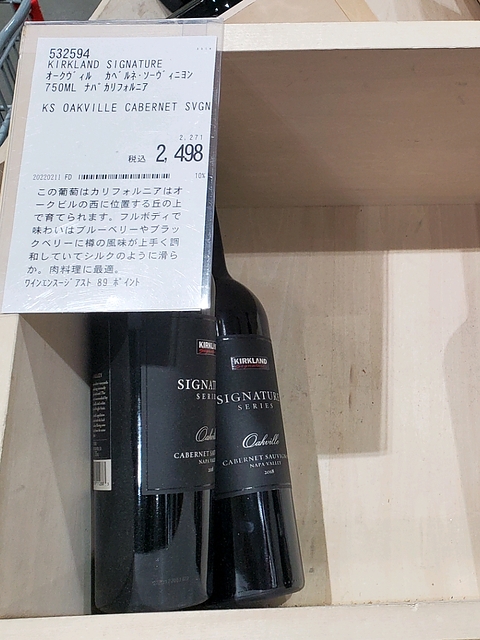 532594
KIRKLAND SIGNATURE
オークヴィル カベルネ・ソーヴィニヨン
750ML ナパカリフォルニア
KS OAKVILLE CABERNET SVGN
2,271
税込 2,498
20220211 FD 10%
この葡萄はカリフォルニアはオ
ークビルの西に位置する丘の上
で育てられます。フルボディで
味わいはブルーベリーやブラッ
クベリーに樽の風味が上手く調
和していてシルクのように滑ら
か。肉料理に最適。
ワインエンスージアスト 89 ポイント
KIRKL
SIGNAT
SERI
Oak
CABERNET
NAPA
KIRKLAND
SIGNATURE
SERIES
Oakville
CABERNET SAUVIG
NAPA VALLEY
2018